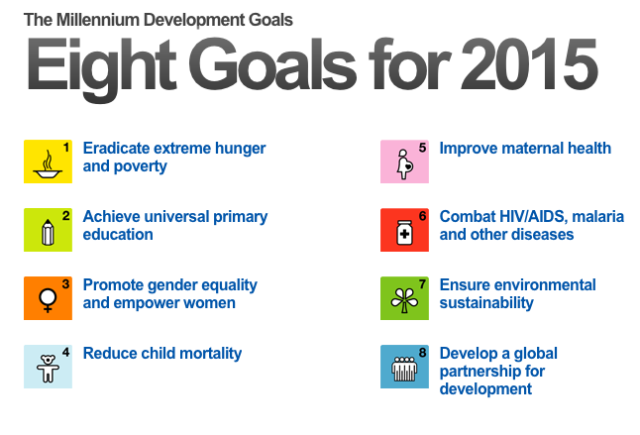 The Millennium Development Goals
Eight Goals for 2015
1
Eradicate extreme hunger
and poverty
2
Achieve universal primary
education
3
Promote gender equality
and empower women
4
Reduce child mortality
5
Improve maternal health
6
Combat HIV/AIDS, malaria
and other diseases
7
Ensure environmental
sustainability
8
Develop a global
partnership for
development